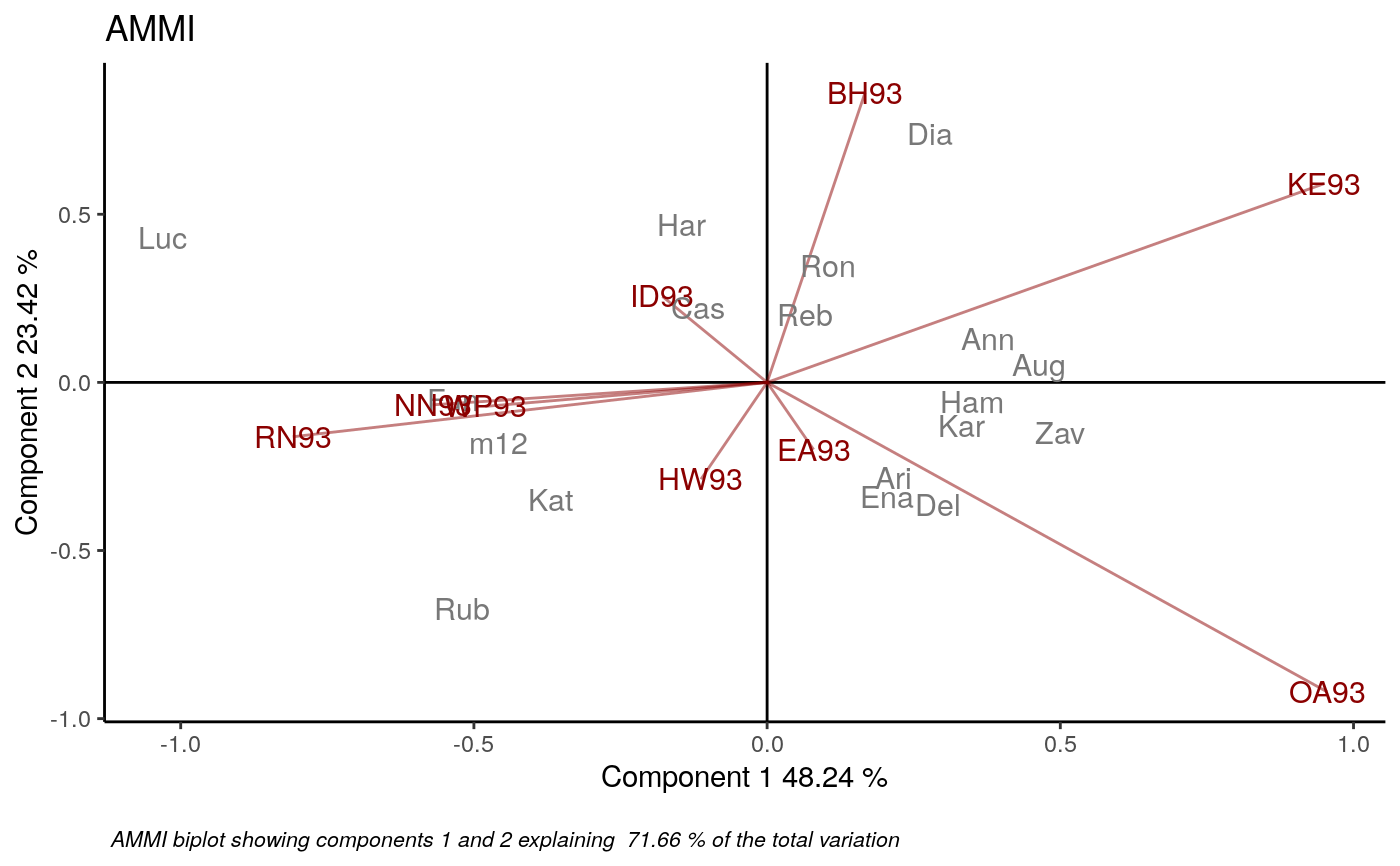 AMMI
BH93
Dia
KE93
0.5
Har
Luc
Ron
ID93
Cas
Reb
Ann
Aug
0.0
NN93
WP93
Ham
RN93
m12
Kar
Zav
EA93
HW93
Ari
Kat
Ena
Del
-0.5
Rub
OA93
-1.0
-1.0 -0.5 0.0 0.5 1.0
Component 2 23.42 %
Component 1 48.24 %
AMMI biplot showing components 1 and 2 explaining 71.66 % of the total variation